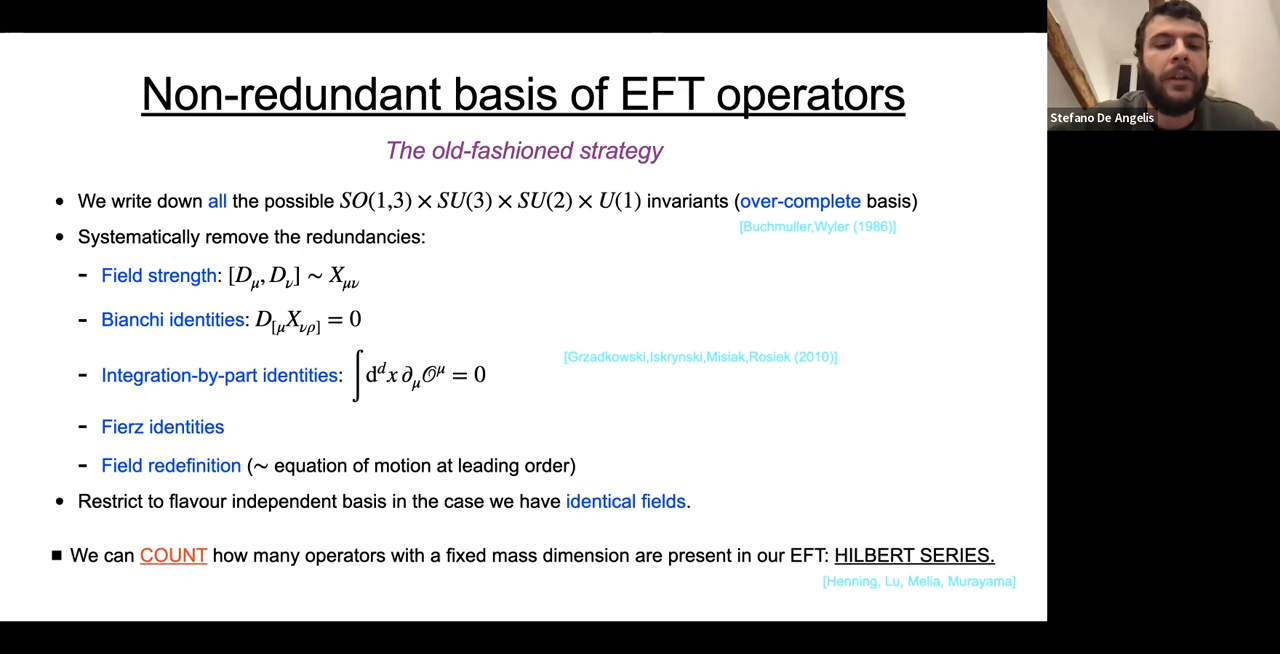 Non-redundant basis of EFT operators
The old-fashioned strategy
• We write down all the possible SO(1,3) × SU(3) × SU(2) × U(1) invariants (over-complete basis)
[Buchmuller,Wyler (1986)]
• Systematically remove the redundancies:
- Field strength: [D_μ, D_ν] ~ X_μν
- Bianchi identities: D_[μ X_νρ] = 0
- Integration-by-part identities: ∫ d^d x ∂_μ 𝒪^μ = 0
[Grzadkowski,Iskrynski,Misiak,Rosiek (2010)]
- Fierz identities
- Field redefinition (~ equation of motion at leading order)
• Restrict to flavour independent basis in the case we have identical fields.
■ We can COUNT how many operators with a fixed mass dimension are present in our EFT: HILBERT SERIES.
[Henning, Lu, Melia, Murayama]
Stefano De Angelis